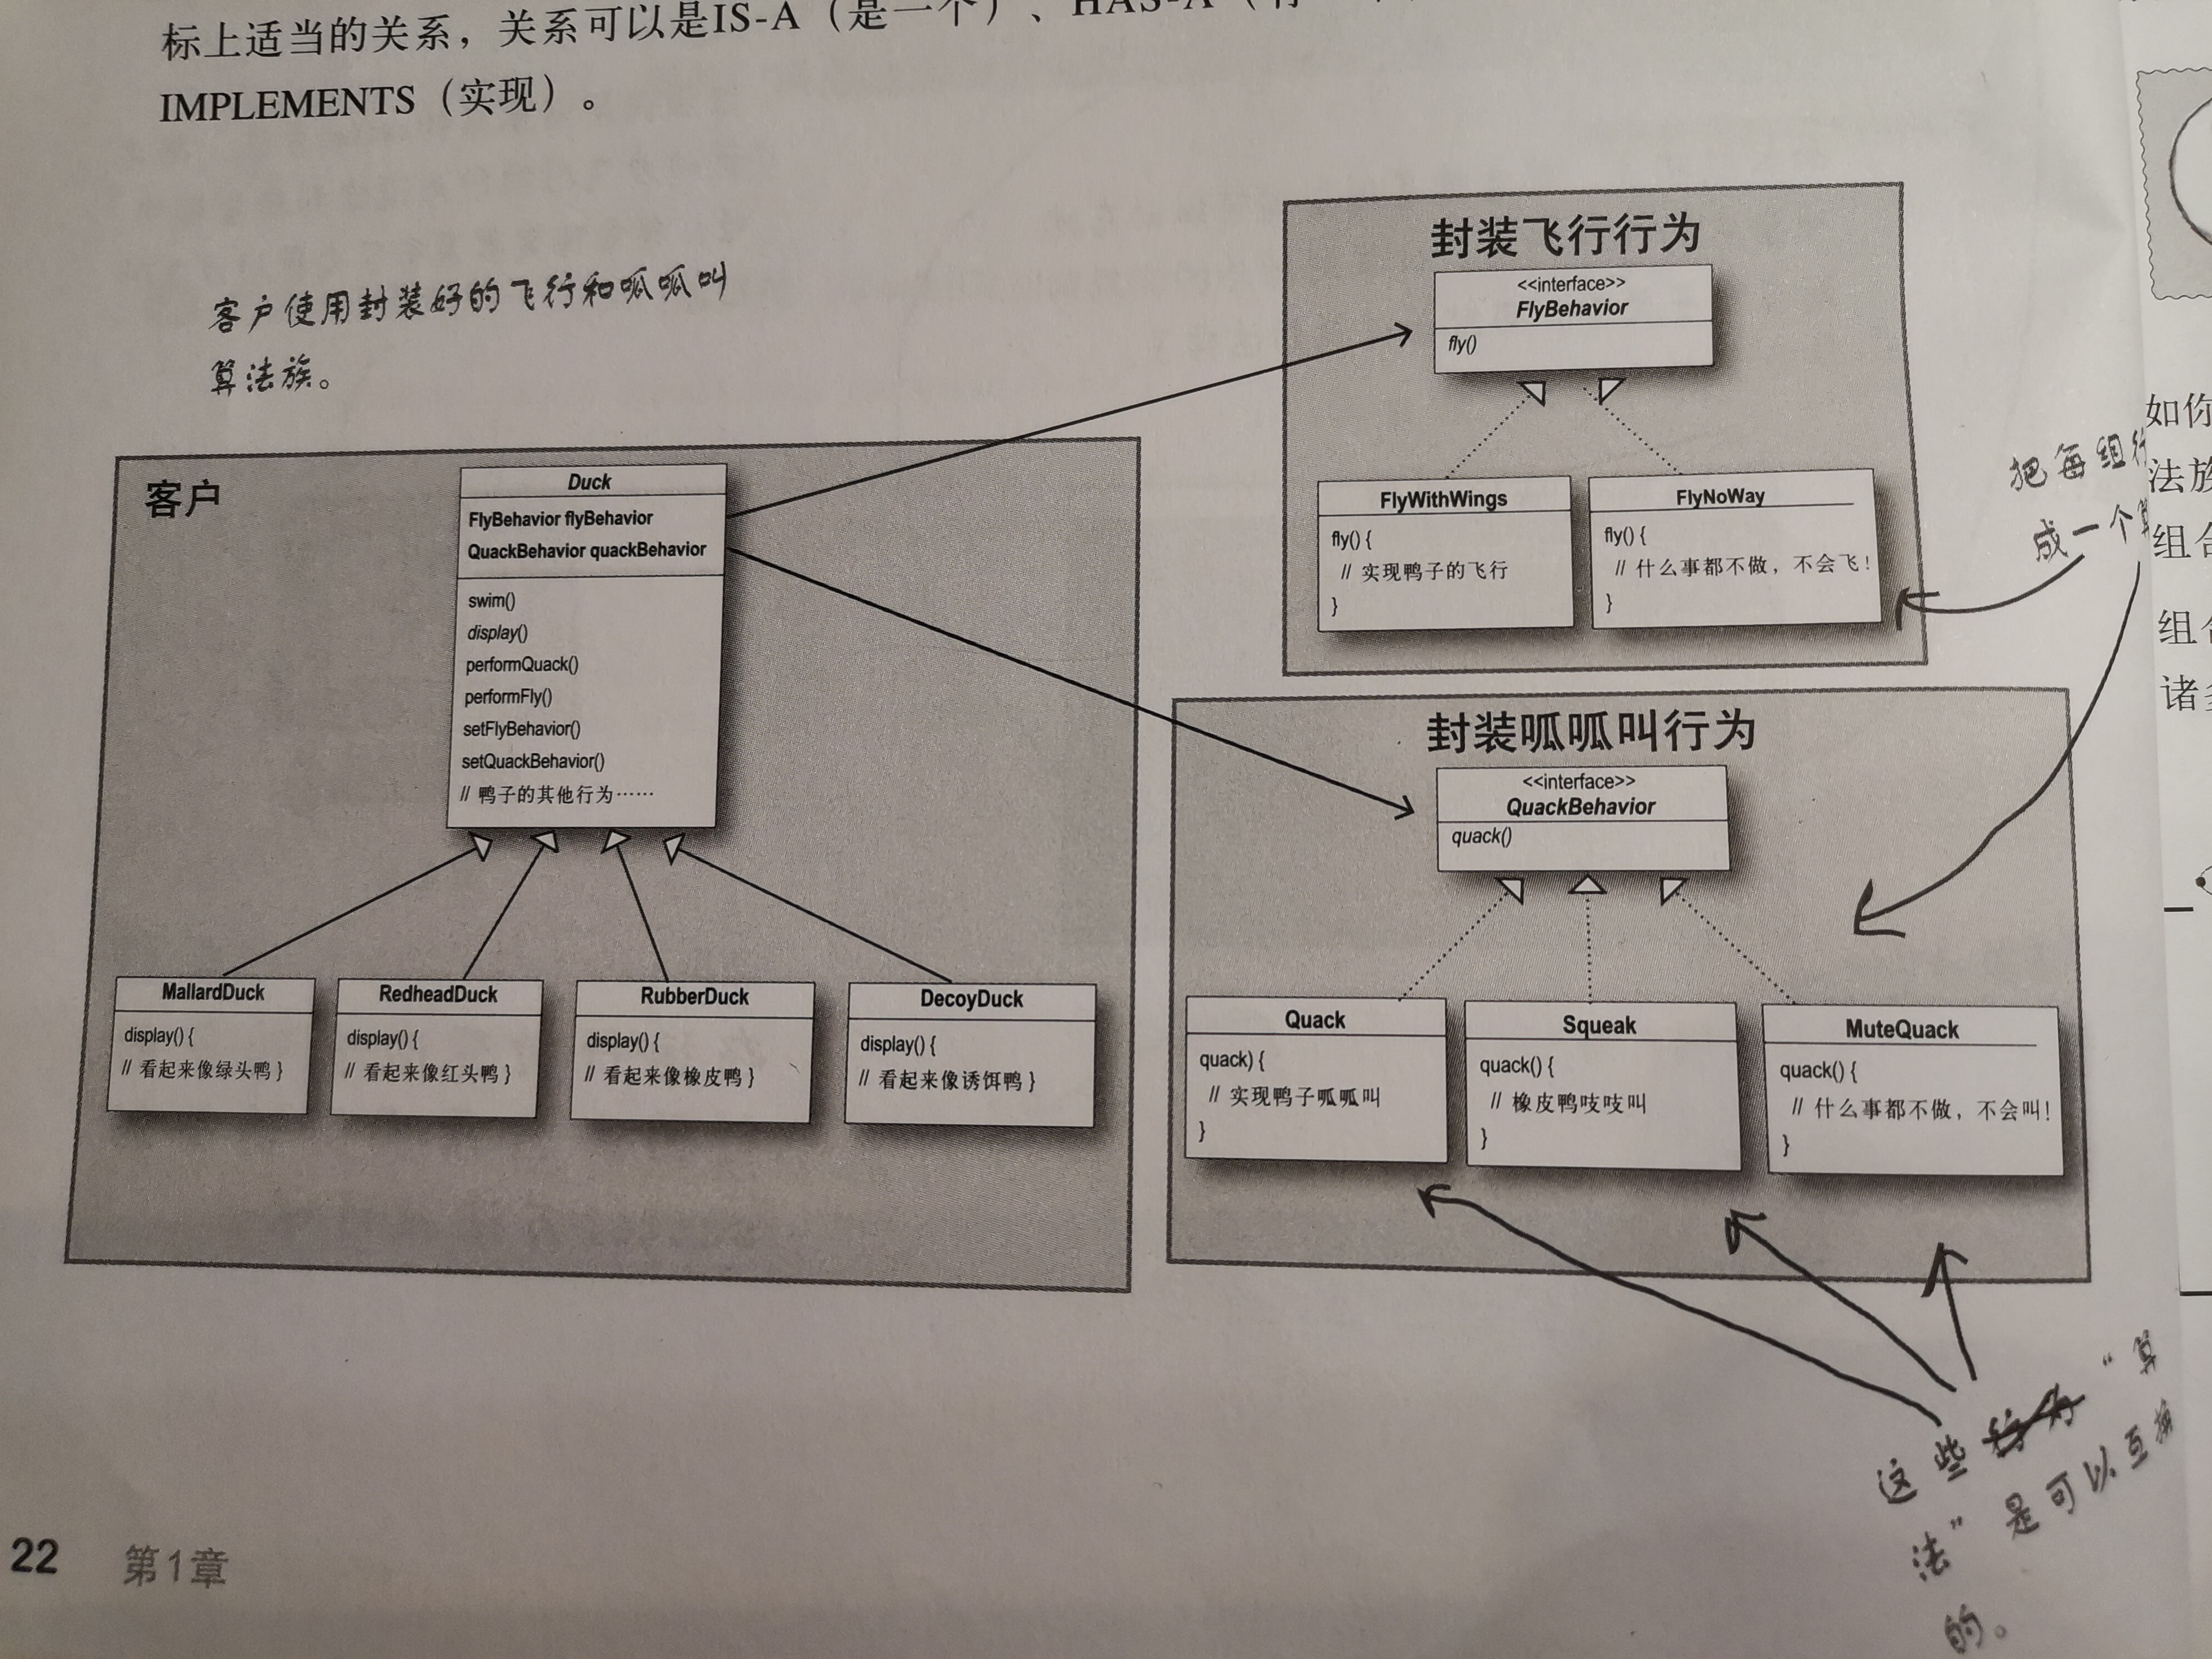 标上适当的关系，关系可以是IS-A（是一个）、HAS-A（有
IMPLEMENTS（实现）。
客户使用封装好的飞行和呱呱叫
算法族。
封装飞行行为
<<interface>>
FlyBehavior
fly()
FlyWithWings
fly() {
// 实现鸭子的飞行
}
FlyNoWay
fly() {
// 什么事都不做，不会飞！
}
把每组行
成一个
客户
Duck
FlyBehavior flyBehavior
QuackBehavior quackBehavior
swim()
display()
performQuack()
performFly()
setFlyBehavior()
setQuackBehavior()
// 鸭子的其他行为……
MallardDuck
display() {
// 看起来像绿头鸭 }
RedheadDuck
display() {
// 看起来像红头鸭 }
RubberDuck
display() {
// 看起来像橡皮鸭 }
DecoyDuck
display() {
// 看起来像诱饵鸭 }
封装呱呱叫行为
<<interface>>
QuackBehavior
quack()
Quack
quack) {
// 实现鸭子呱呱叫
}
Squeak
quack() {
// 橡皮鸭吱吱叫
}
MuteQuack
quack() {
// 什么事都不做，不会叫！
}
这些行为“算
法”是可以互换
的。
22 第1章
如你
法族
组合
组合
诸多